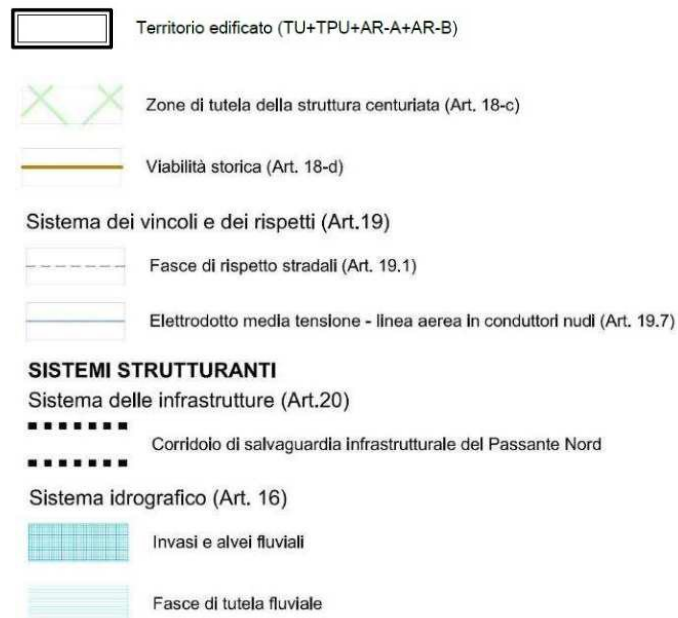 Territorio edificato (TU+TPU+AR-A+AR-B)
Zone di tutela della struttura centuriata (Art. 18-c)
Viabilità storica (Art. 18-d)
Sistema dei vincoli e dei rispetti (Art.19)
Fasce di rispetto stradali (Art. 19.1)
Elettrodotto media tensione - linea aerea in conduttori nudi (Art. 19.7)
SISTEMI STRUTTURANTI
Sistema delle infrastrutture (Art.20)
Corridoio di salvaguardia infrastrutturale del Passante Nord
Sistema idrografico (Art. 16)
Invasi e alvei fluviali
Fasce di tutela fluviale